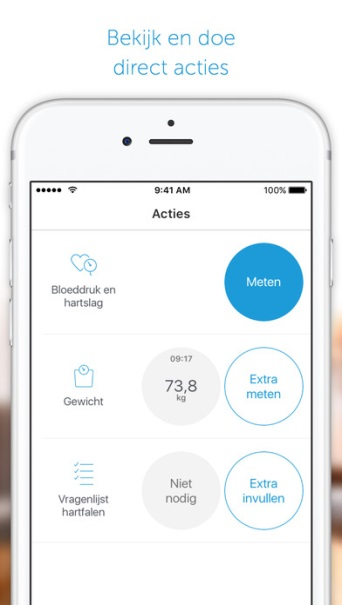 Bekijk en doe
direct acties
9:41 AM
100%
Acties
Bloeddruk en
hartslag
Meten
Gewicht
09:17
73,8
kg
Extra
meten
Vragenlijst
hartfalen
Niet
nodig
Extra
invullen